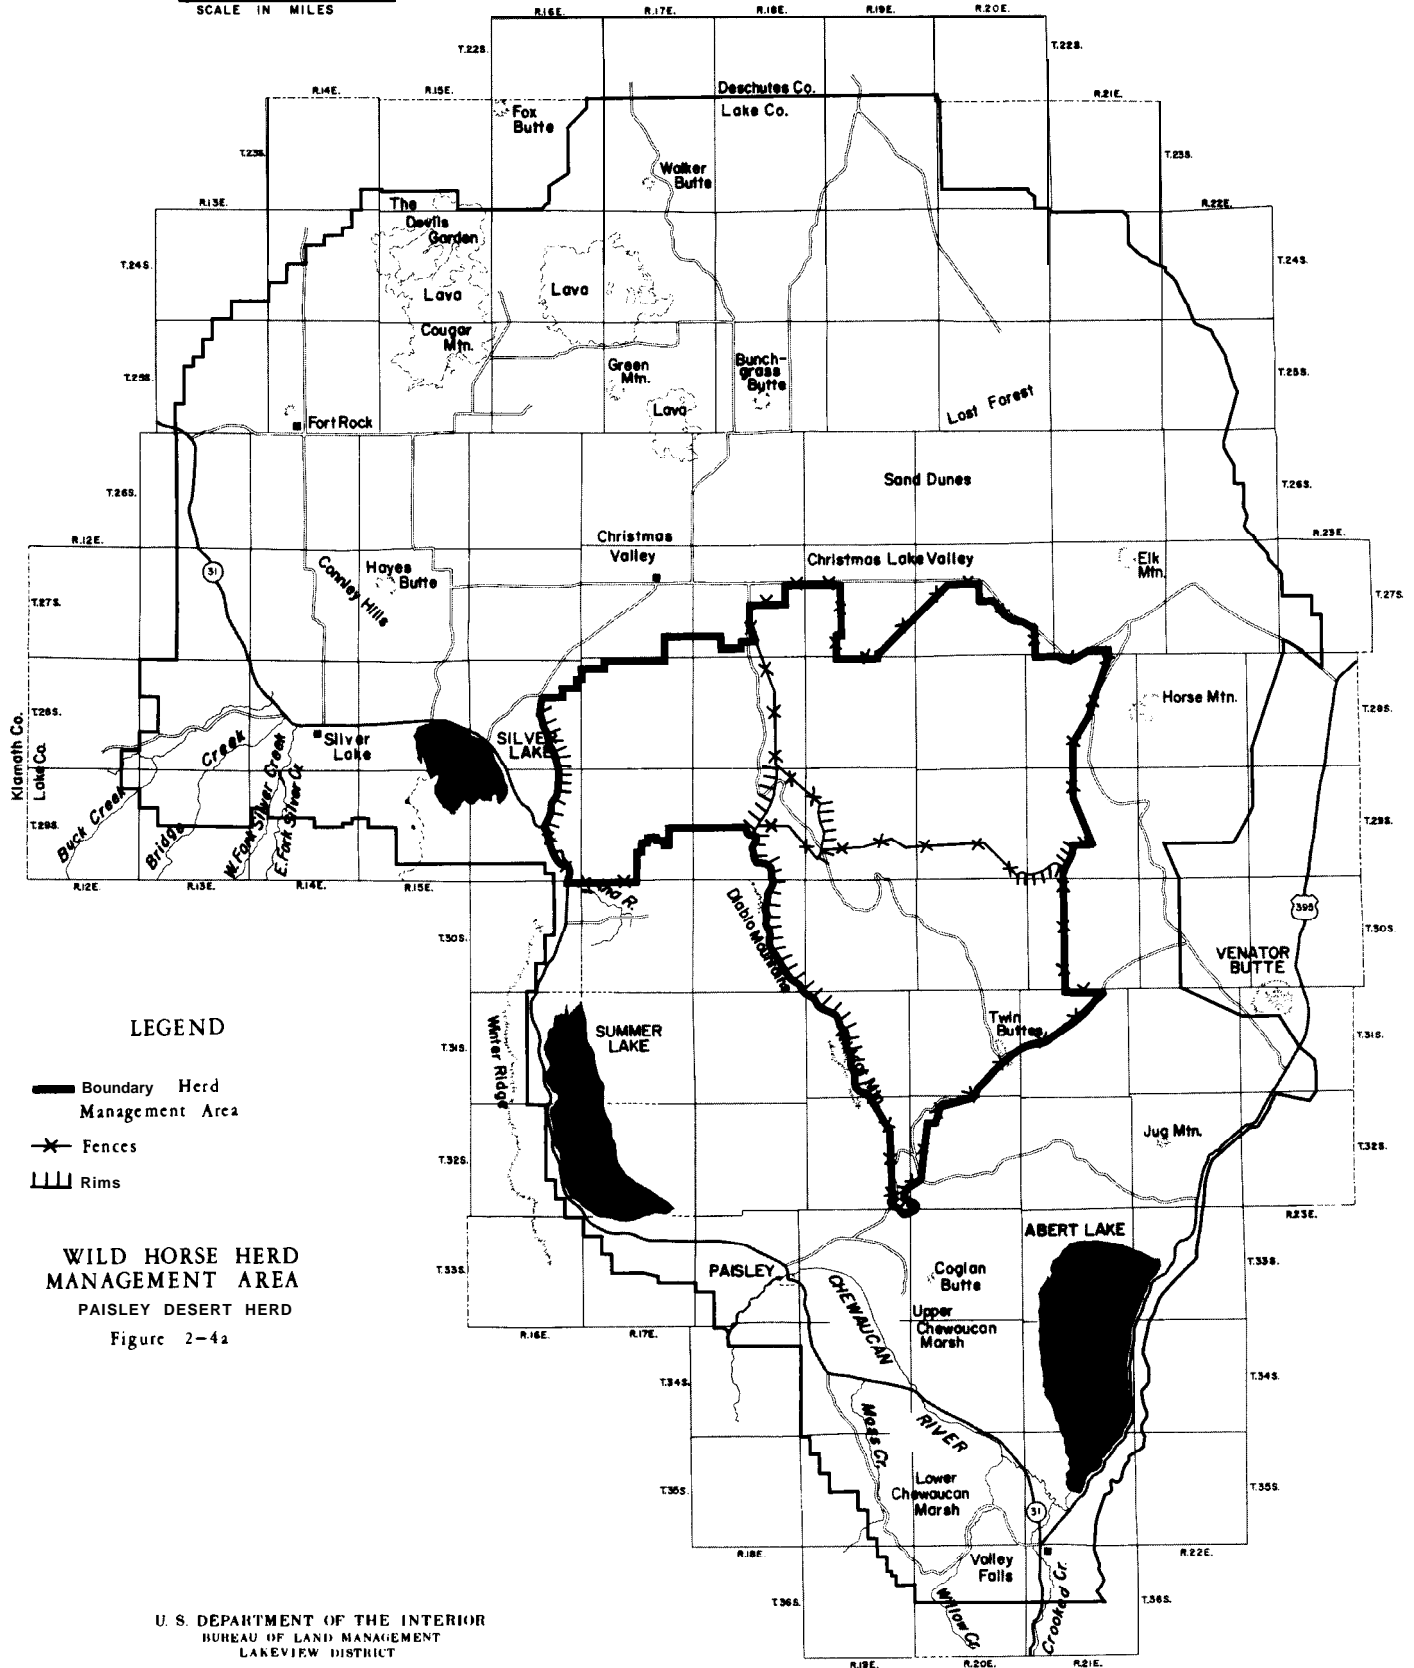 SCALE IN MILES
R.16E.
R.17E.
R.18E.
R.19E.
R.20E.
T.22S.
T.22S.
R.14E.
R.15E.
Deschutes Co.
Lake Co.
R.21E.
Fox
Butte
T.23S.
T.23S.
Walker
Butte
R.13E.
The
Devils
Garden
R.22E.
T.24S.
Lava
Lava
T.24S.
Cougar
Mtn.
Green
Mtn.
Bunch-
grass
Butte
T.25S.
T.25S.
Lava
Lost Forest
Fort Rock
Sand Dunes
T.26S.
T.26S.
R.12E.
Christmas
Valley
Christmas Lake Valley
R.23E.
31
Connley Hills
Hayes
Butte
Elk
Mtn.
T.27S.
T.27S.
Horse Mtn.
Klamath Co.
Lake Co.
T.28S.
T.28S.
Silver
Lake
SILVER
LAKE
Buck Creek
Bridge
Creek
W. Fork Silver Creek
E. Fork Silver Cr.
T.29S.
T.29S.
R.12E.
R.13E.
R.14E.
R.15E.
Ana R.
Diablo Mountains
395
T.30S.
T.30S.
VENATOR
BUTTE
LEGEND
Boundary Herd
Management Area
Fences
Rims
Winter Ridge
SUMMER
LAKE
Twin
Buttes
T.31S.
T.31S.
Jug Mtn.
T.32S.
T.32S.
R.23E.
WILD HORSE HERD
MANAGEMENT AREA
PAISLEY DESERT HERD
Figure 2-4a
ABERT LAKE
T.33S.
T.33S.
PAISLEY
Coglan
Butte
CHEWAUCAN
RIVER
Upper
Chewaucan
Marsh
R.16E.
R.17E.
T.34S.
T.34S.
Moss Cr.
Lower
Chewaucan
Marsh
T.35S.
T.35S.
31
R.18E.
R.22E.
Valley
Falls
Willow Cr.
Crooked Cr.
T.36S.
T.36S.
R.19E.
R.20E.
R.21E.
U. S. DEPARTMENT OF THE INTERIOR
BUREAU OF LAND MANAGEMENT
LAKEVIEW DISTRICT